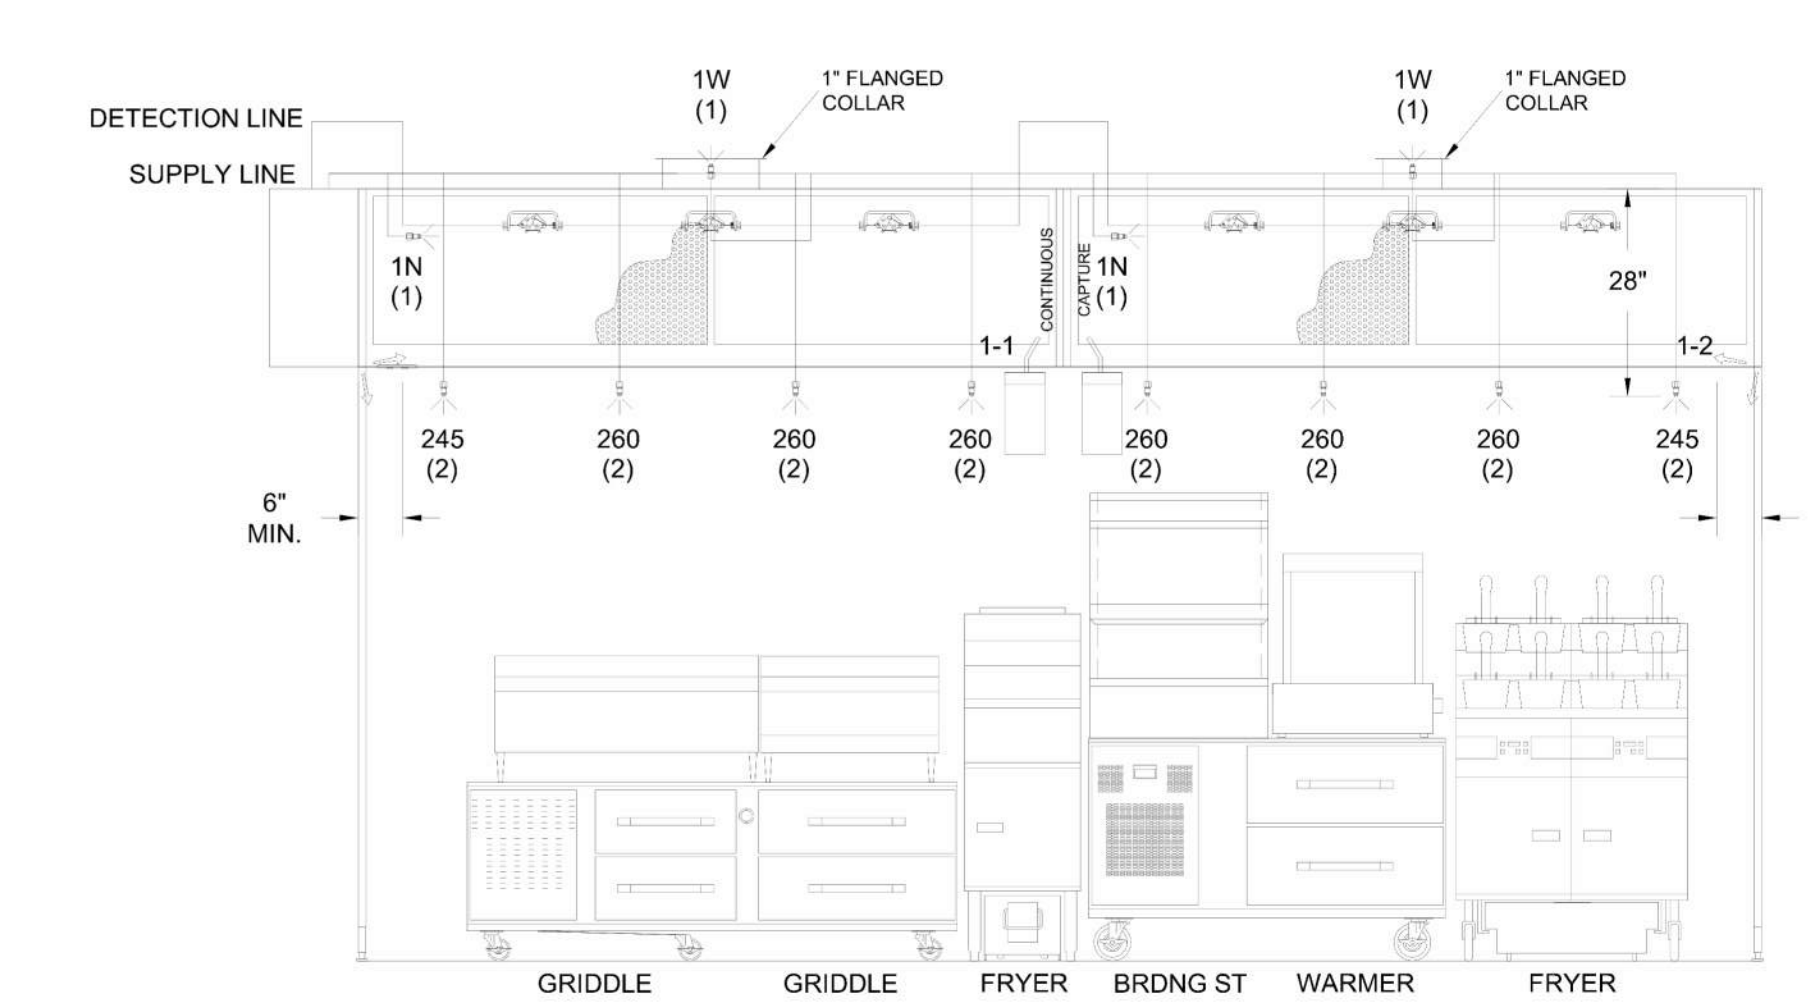 1W
(1)
1" FLANGED
COLLAR
1W
(1)
1" FLANGED
COLLAR
DETECTION LINE
SUPPLY LINE
1N
(1)
CONTINUOUS
CAPTURE
1N
(1)
28"
1-1
1-2
245
(2)
260
(2)
260
(2)
260
(2)
260
(2)
260
(2)
260
(2)
245
(2)
6"
MIN.
GRIDDLE
GRIDDLE
FRYER
BRDNG ST
WARMER
FRYER